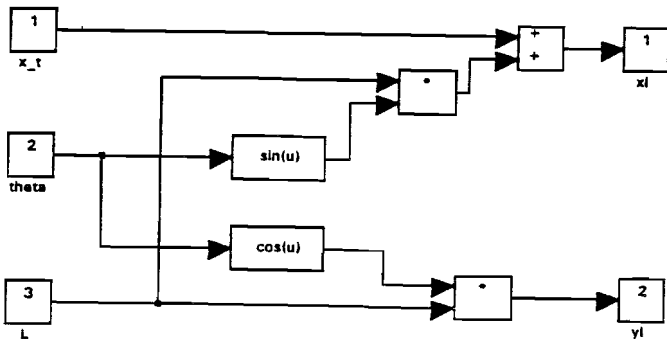 1
x_t
+
+
1
xl
*
2
theta
sin(u)
cos(u)
3
L
*
2
yl